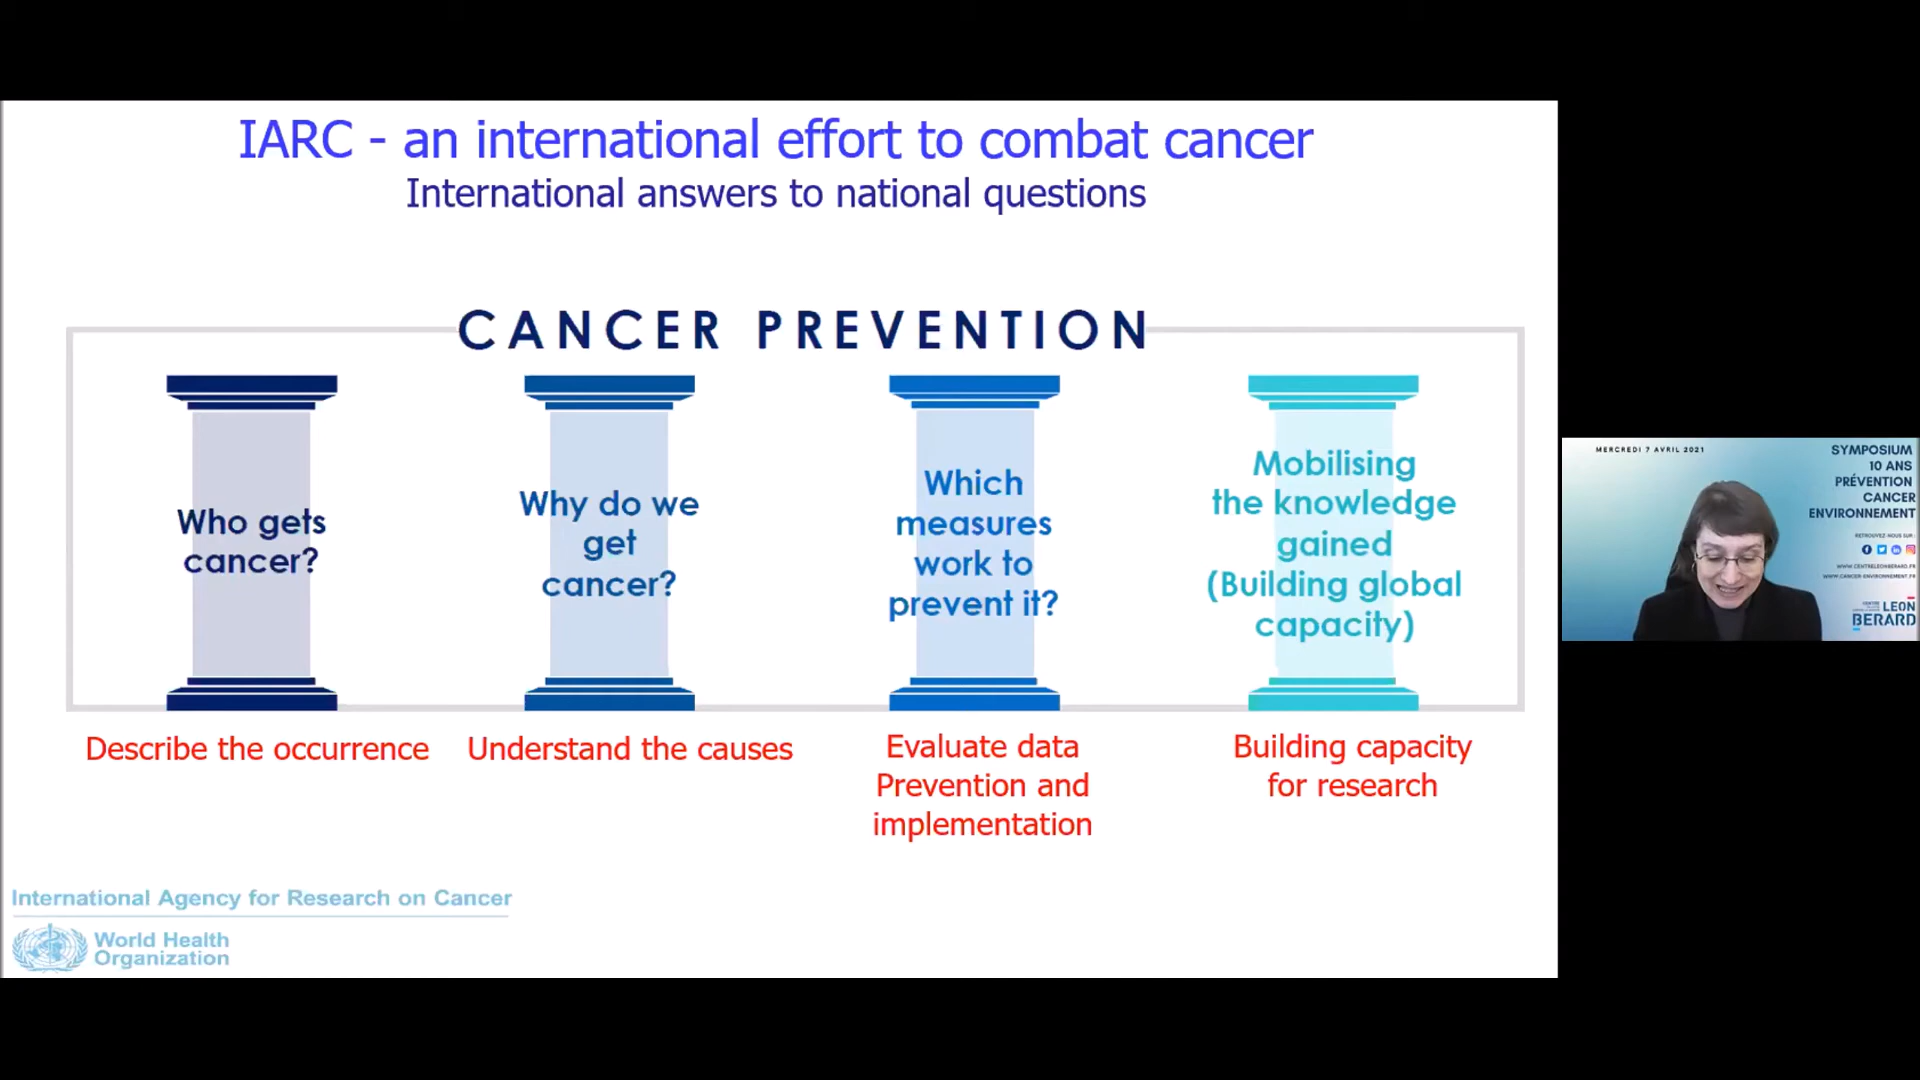 IARC - an international effort to combat cancer
International answers to national questions
CANCER PREVENTION
Who gets
cancer?
Why do we
get
cancer?
Which
measures
work to
prevent it?
Mobilising
the knowledge
gained
(Building global
capacity)
Describe the occurrence
Understand the causes
Evaluate data
Prevention and
implementation
Building capacity
for research
International Agency for Research on Cancer
World Health
Organization
MERCREDI 7 AVRIL 2021
SYMPOSIUM
10 ANS
PRÉVENTION
CANCER
ENVIRONNEMENT
RETROUVEZ-NOUS SUR :
WWW.CENTRELEONBERARD.FR
WWW.CANCER-ENVIRONNEMENT.FR
LEON
BERARD